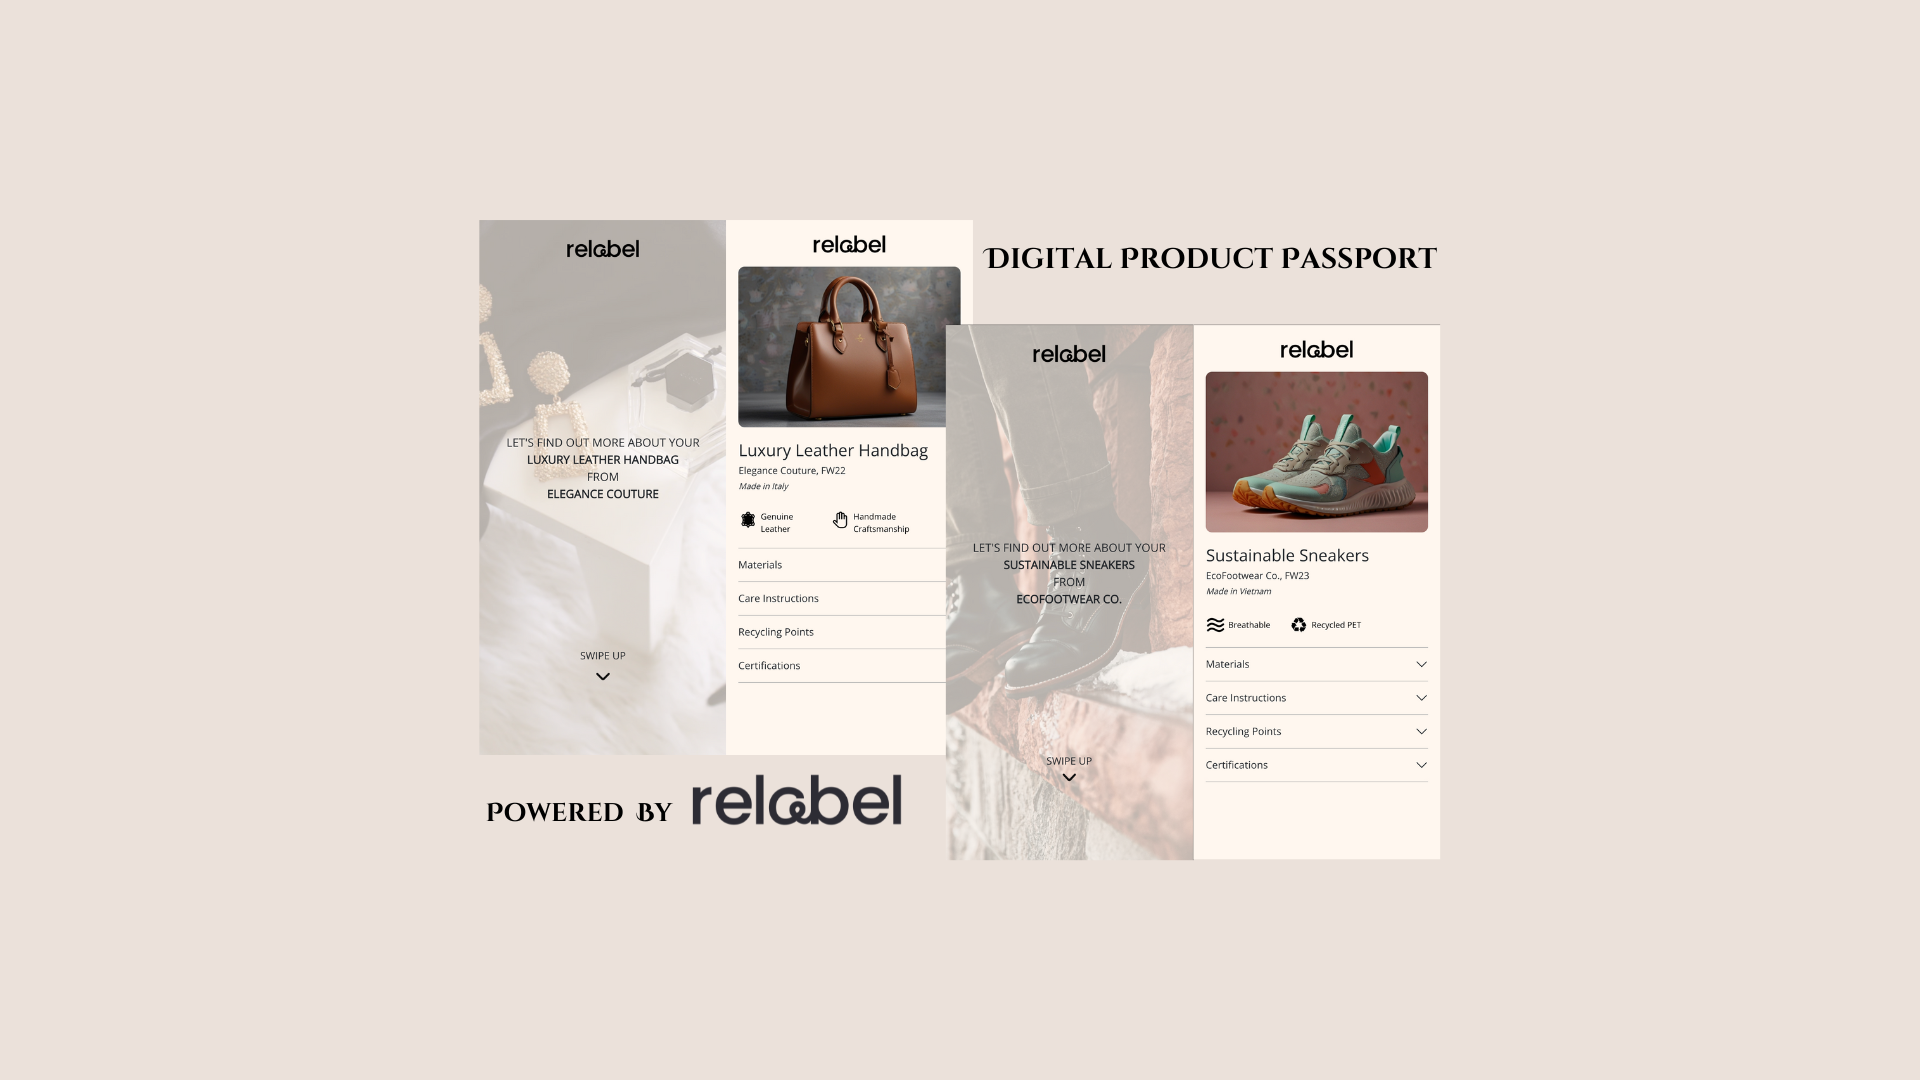 relabel
LET'S FIND OUT MORE ABOUT YOUR
LUXURY LEATHER HANDBAG
FROM
ELEGANCE COUTURE
SWIPE UP
relabel
Luxury Leather Handbag
Elegance Couture, FW22
Made in Italy
Genuine
Leather
Handmade
Craftsmanship
Materials
Care Instructions
Recycling Points
Certifications
DIGITAL PRODUCT PASSPORT
relabel
LET'S FIND OUT MORE ABOUT YOUR
SUSTAINABLE SNEAKERS
FROM
ECOFOOTWEAR CO.
SWIPE UP
relabel
Sustainable Sneakers
EcoFootwear Co., FW23
Made in Vietnam
Breathable
Recycled PET
Materials
Care Instructions
Recycling Points
Certifications
POWERED BY relabel